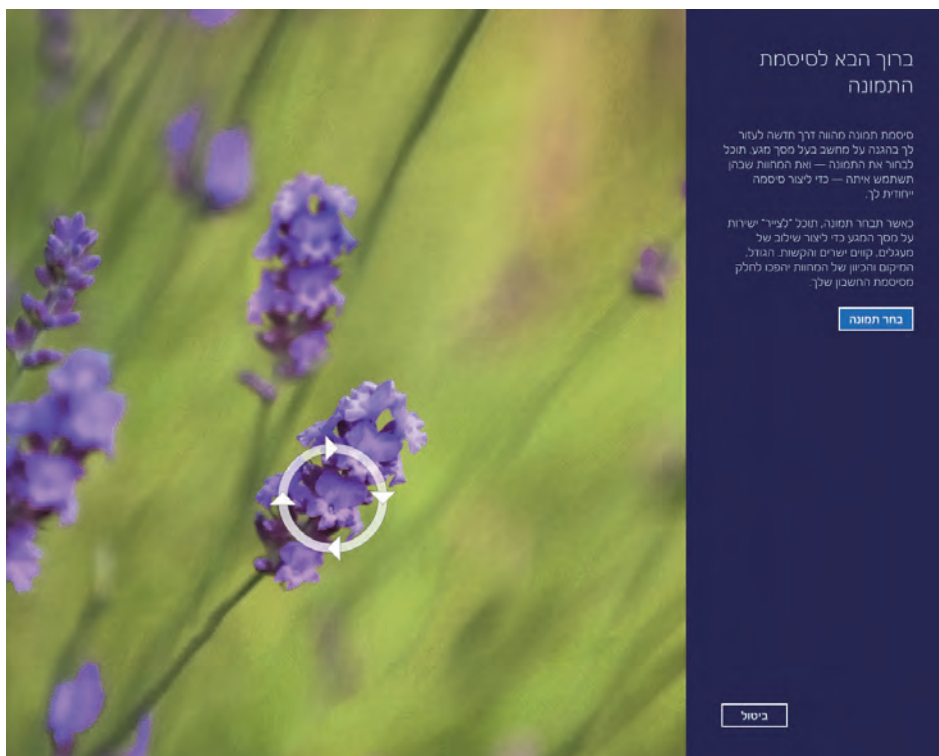 ברוך הבא לסיסמת
התמונה
סיסמת תמונה מהווה דרך חדשה לעזור
לך בהגנה על מחשב בעל מסך מגע. תוכל
לבחור את התמונה — ואת המחוות שבהן
תשתמש איתה — כדי ליצור סיסמה
ייחודית לך.
כאשר תבחר תמונה, תוכל "לצייר" ישירות
על מסך המגע כדי ליצור שילוב של
מעגלים, קווים ישרים והקשות. הגודל,
המיקום והכיוון של המחוות יהפכו לחלק
מסיסמת החשבון שלך.
בחר תמונה
ביטול